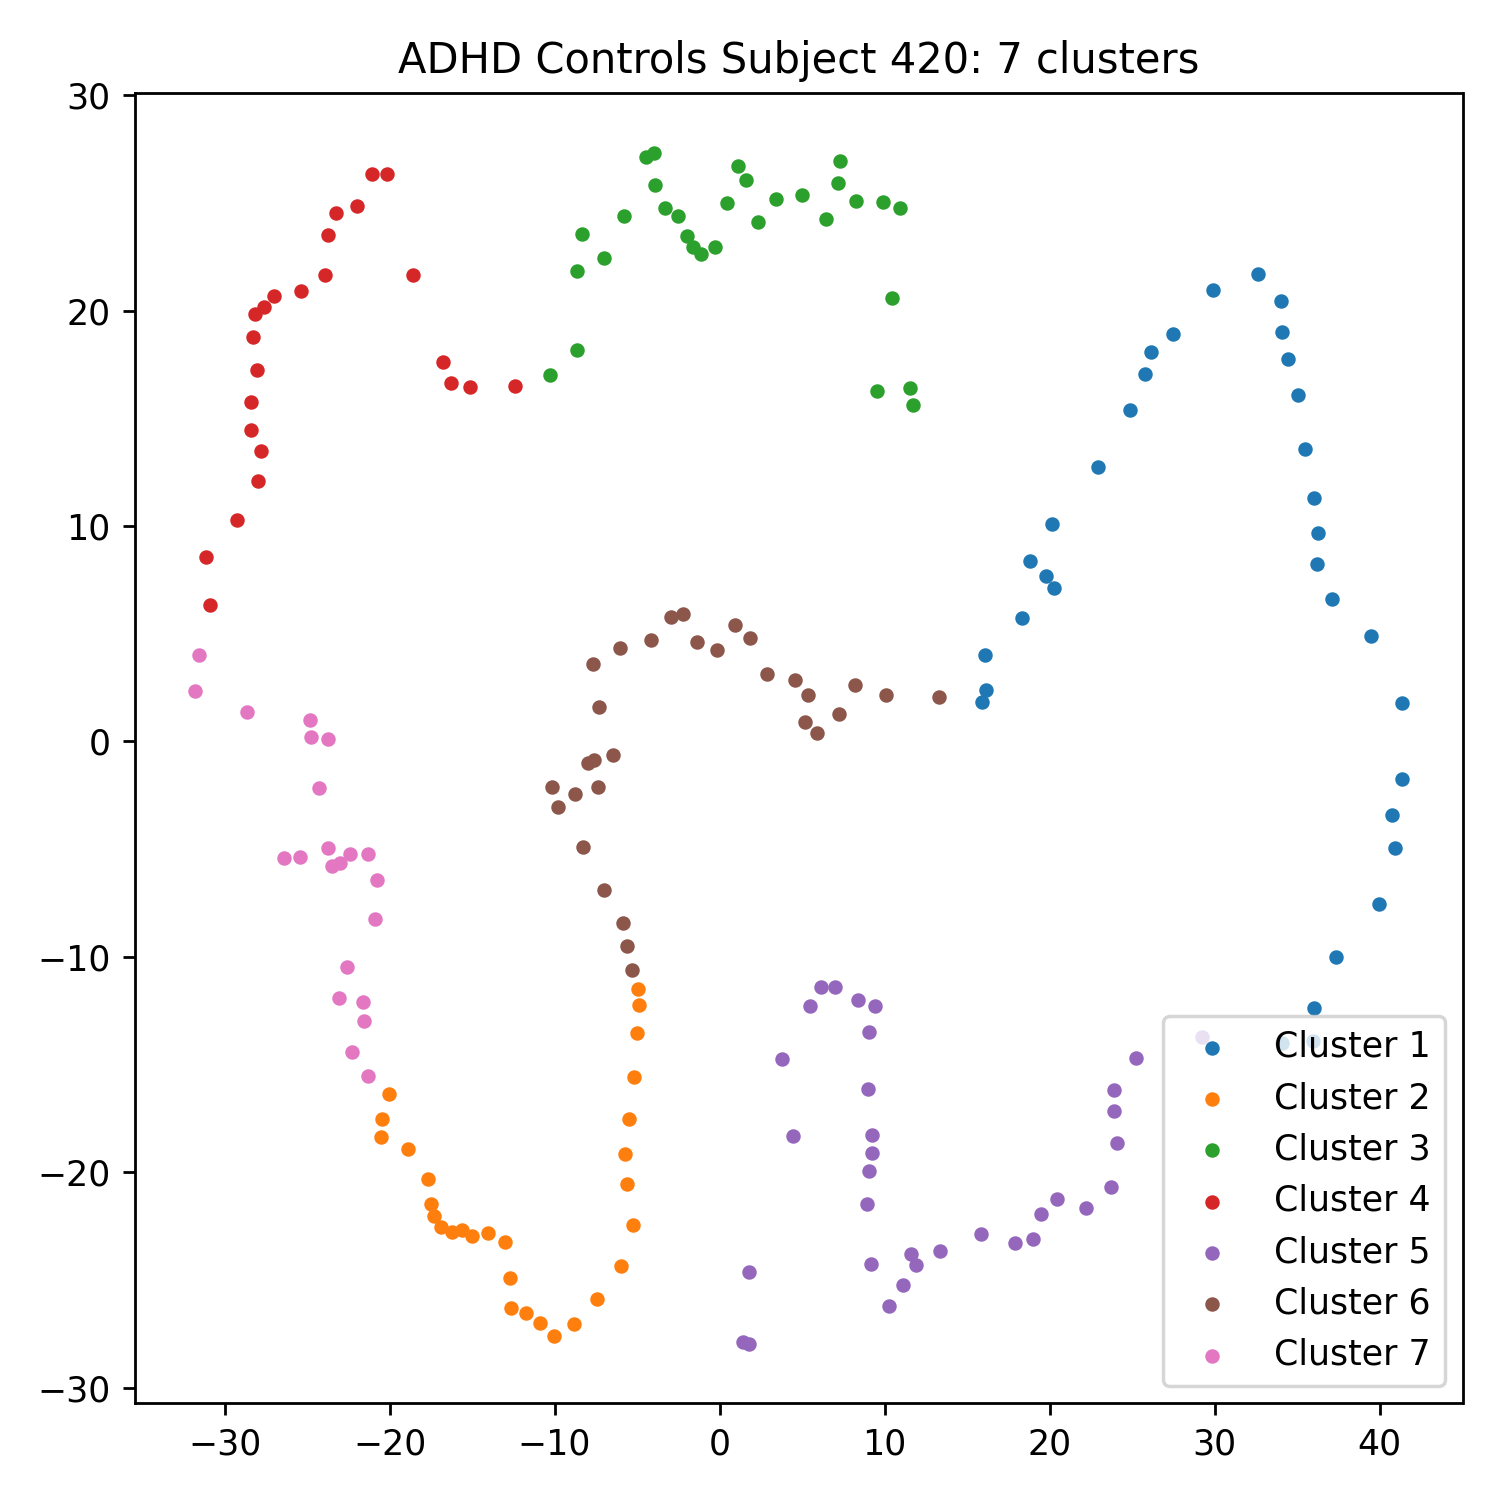 ADHD Controls Subject 420: 7 clusters
30
20
10
0
−10
−20
−30
−30 −20 −10 0 10 20 30 40
Cluster 1
Cluster 2
Cluster 3
Cluster 4
Cluster 5
Cluster 6
Cluster 7